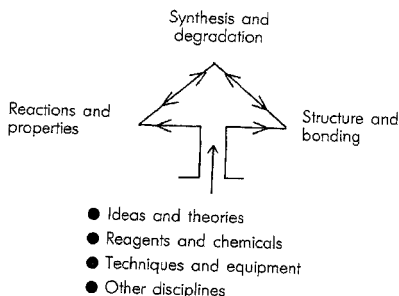 Synthesis and
degradation
Reactions and
properties
Structure and
bonding
● Ideas and theories
● Reagents and chemicals
● Techniques and equipment
● Other disciplines